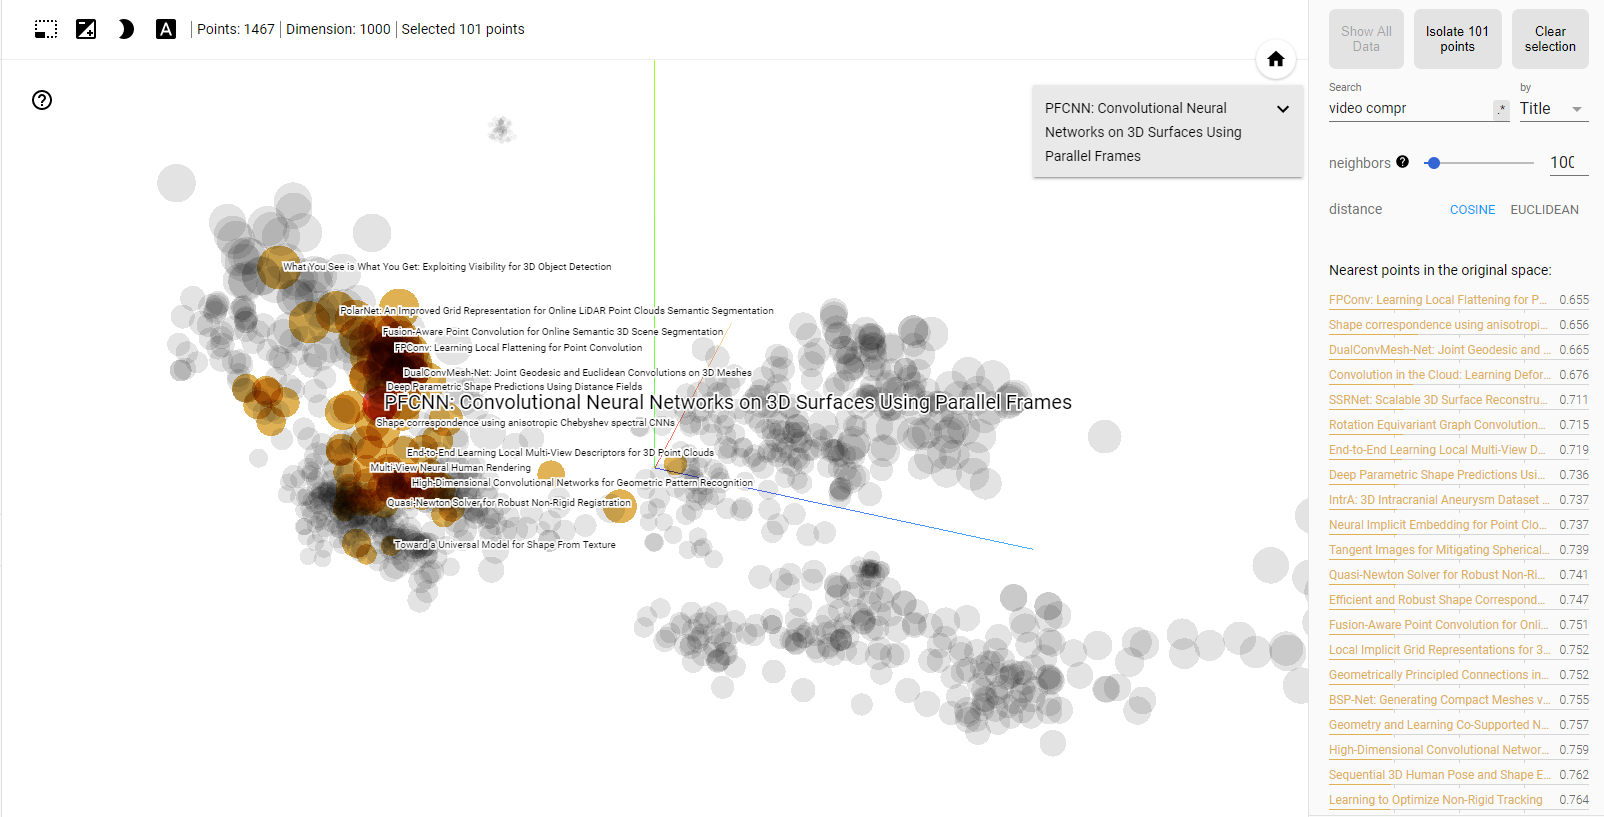 Points: 1467 | Dimension: 1000 | Selected 101 points
A
PFCNN: Convolutional Neural
Networks on 3D Surfaces Using
Parallel Frames
What You See is What You Get: Exploiting Visibility for 3D Object Detection
PolarNet: An Improved Grid Representation for Online LiDAR Point Clouds Semantic Segmentation
Fusion-Aware Point Convolution for Online Semantic 3D Scene Segmentation
FPConv: Learning Local Flattening for Point Convolution
DualConvMesh-Net: Joint Geodesic and Euclidean Convolutions on 3D Meshes
Deep Parametric Shape Predictions Using Distance Fields
PFCNN: Convolutional Neural Networks on 3D Surfaces Using Parallel Frames
Shape correspondence using anisotropic Chebyshev spectral CNNs
End-to-End Learning Local Multi-View Descriptors for 3D Point Clouds
Multi-View Neural Human Rendering
High-Dimensional Convolutional Networks for Geometric Pattern Recognition
Quasi-Newton Solver for Robust Non-Rigid Registration
Toward a Universal Model for Shape From Texture
Show All
Data
Isolate 101
points
Clear
selection
Search
by
video compr
.*
Title
neighbors ?
100
distance
COSINE
EUCLIDEAN
Nearest points in the original space:
FPConv: Learning Local Flattening for P... 0.655
Shape correspondence using anisotropi... 0.656
DualConvMesh-Net: Joint Geodesic and ... 0.665
Convolution in the Cloud: Learning Defor... 0.676
SSRNet: Scalable 3D Surface Reconstru... 0.711
Rotation Equivariant Graph Convolution... 0.715
End-to-End Learning Local Multi-View D... 0.719
Deep Parametric Shape Predictions Usi... 0.736
IntrA: 3D Intracranial Aneurysm Dataset ... 0.737
Neural Implicit Embedding for Point Clo... 0.737
Tangent Images for Mitigating Spherical... 0.739
Quasi-Newton Solver for Robust Non-Ri... 0.741
Efficient and Robust Shape Correspond... 0.747
Fusion-Aware Point Convolution for Onli... 0.751
Local Implicit Grid Representations for 3... 0.752
Geometrically Principled Connections in... 0.752
BSP-Net: Generating Compact Meshes v... 0.755
Geometry and Learning Co-Supported N... 0.757
High-Dimensional Convolutional Networ... 0.759
Sequential 3D Human Pose and Shape E... 0.762
Learning to Optimize Non-Rigid Tracking 0.764